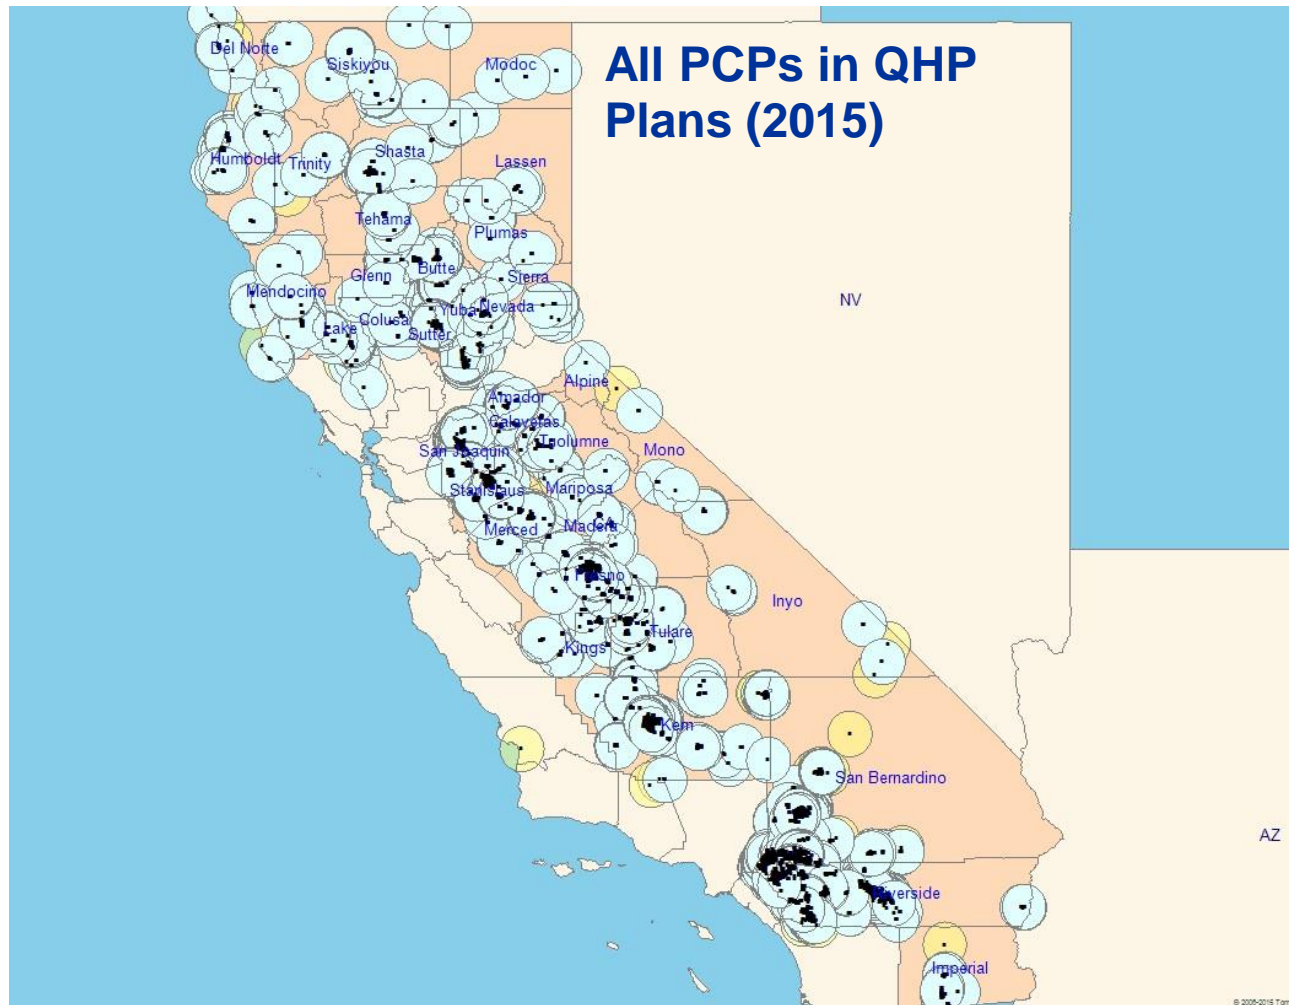 All PCPs in QHP
Plans (2015)
Del Norte
Siskiyou
Modoc
Humboldt
Trinity
Shasta
Lassen
Tehama
Plumas
Butte
Glenn
Sierra
Mendocino
Yuba
Nevada
NV
Colusa
Lake
Sutter
Alpine
Amador
Calaveras
Tuolumne
Mono
San Joaquin
Stanislaus
Mariposa
Merced
Madera
CA
Fresno
Inyo
Tulare
Kings
Kern
San Bernardino
AZ
Riverside
Imperial